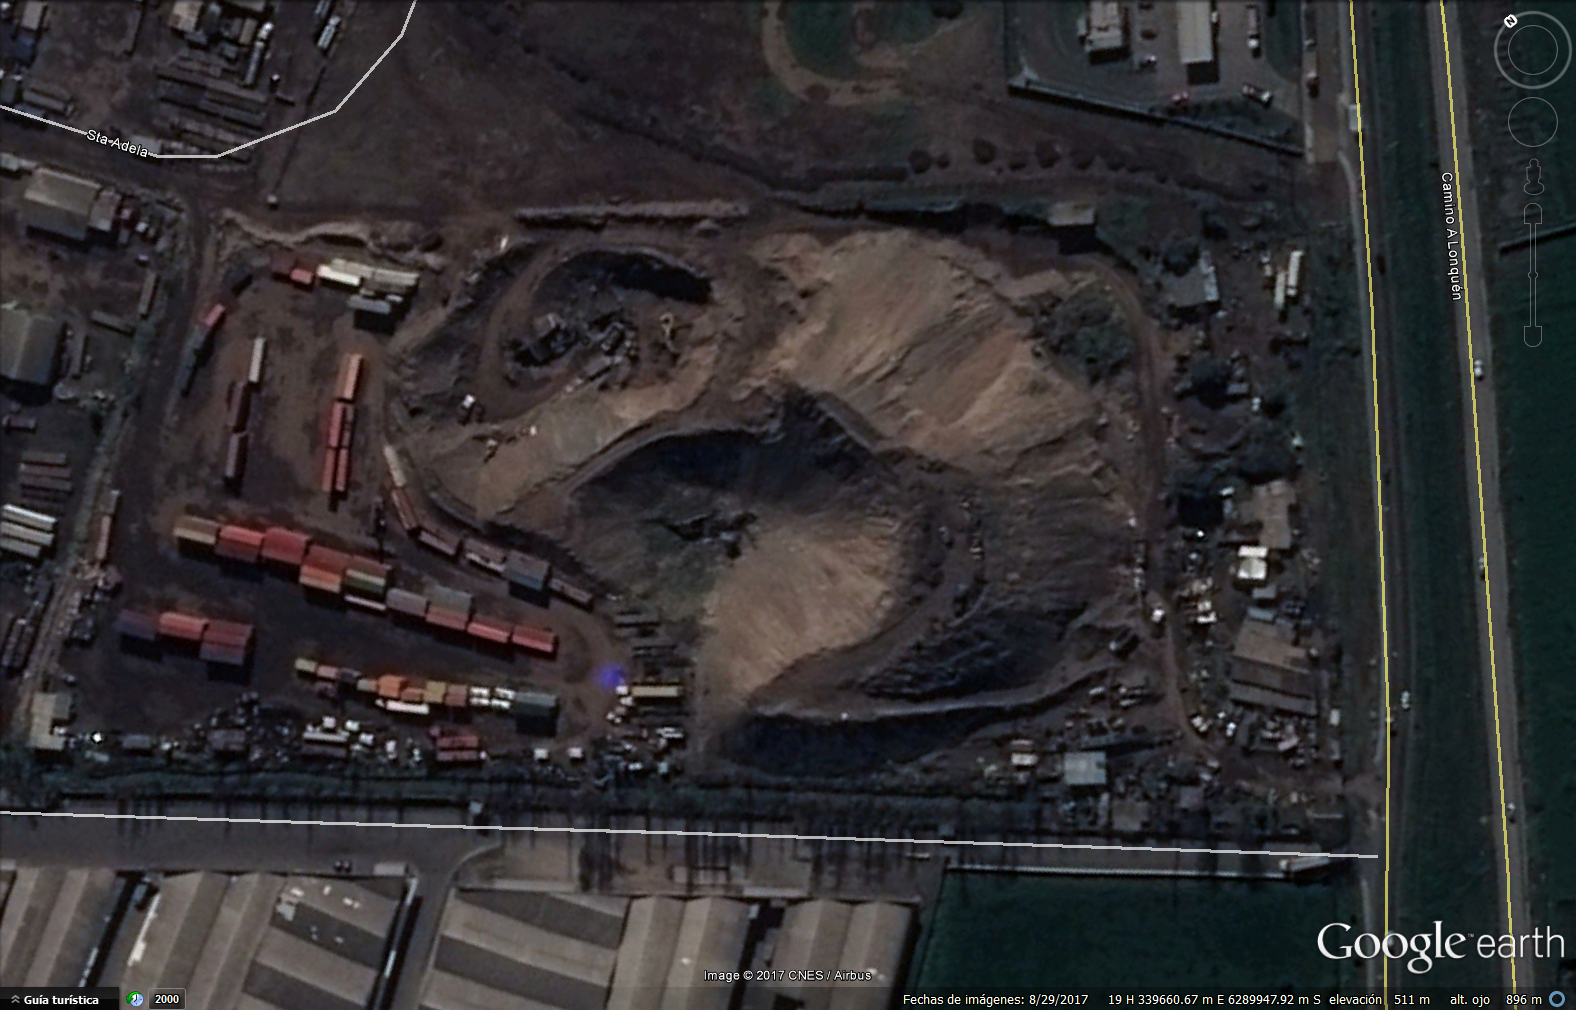 Sta-Adela
Camino A Lonquén
Google earth
Image © 2017 CNES / Airbus
Guía turística
2000
Fechas de imágenes: 8/29/2017
19 H 339660.67 m E 6289947.92 m S
elevación 511 m
alt. ojo 896 m